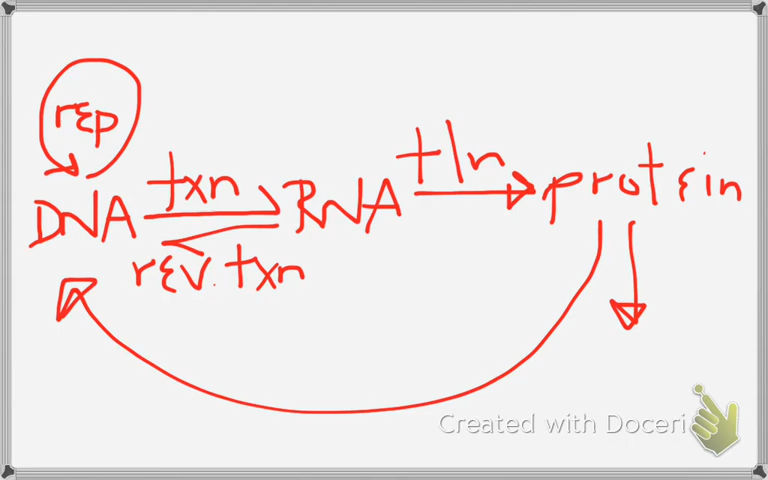 rep
DNA txn RNA tln protein
rev. txn
Created with Doceri